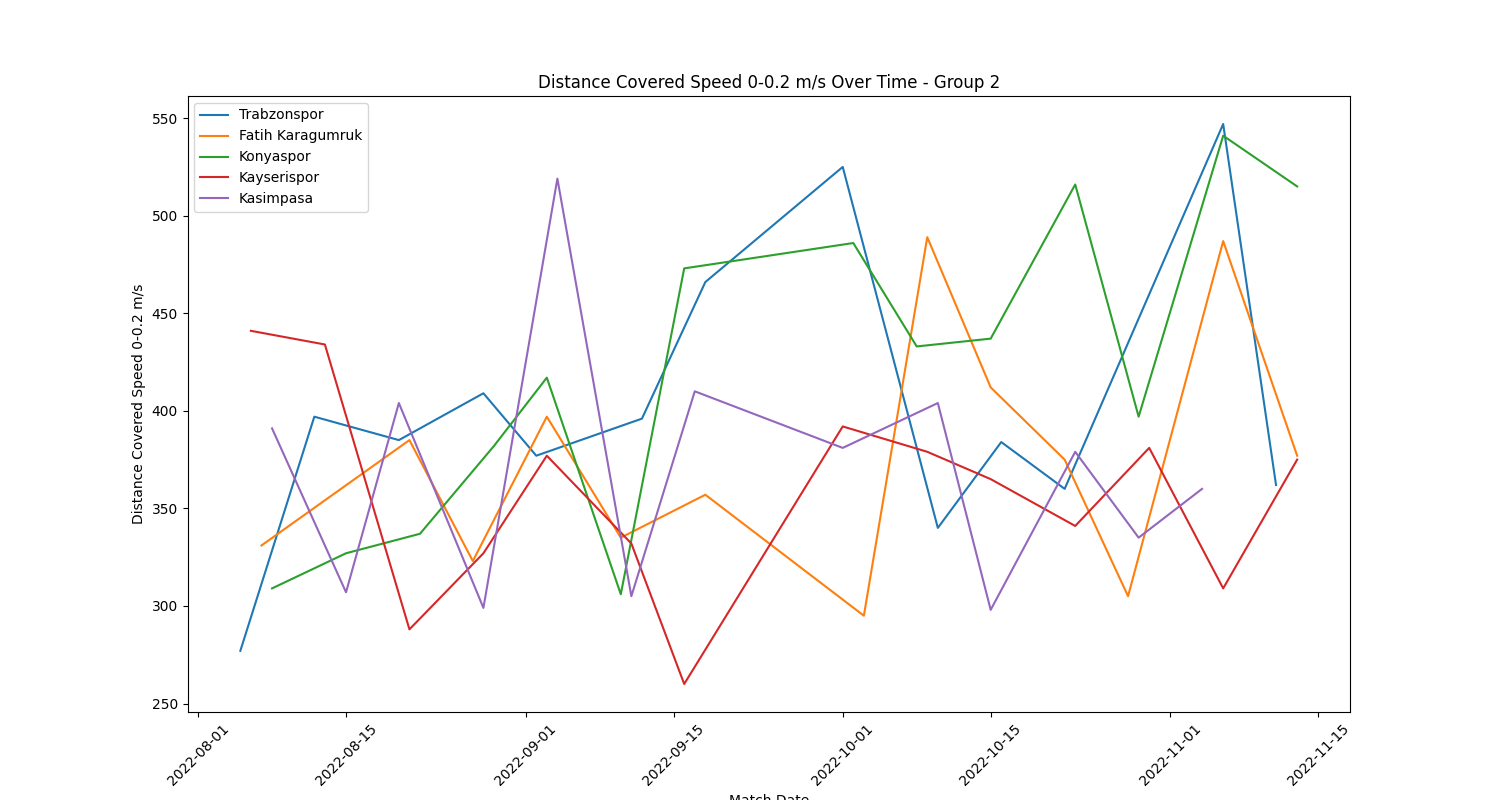 Distance Covered Speed 0-0.2 m/s Over Time - Group 2
Trabzonspor
Fatih Karagumruk
Konyaspor
Kayserispor
Kasimpasa
Distance Covered Speed 0-0.2 m/s
550
500
450
400
350
300
250
2022-08-01
2022-08-15
2022-09-01
2022-09-15
2022-10-01
2022-10-15
2022-11-01
2022-11-15
Match Date